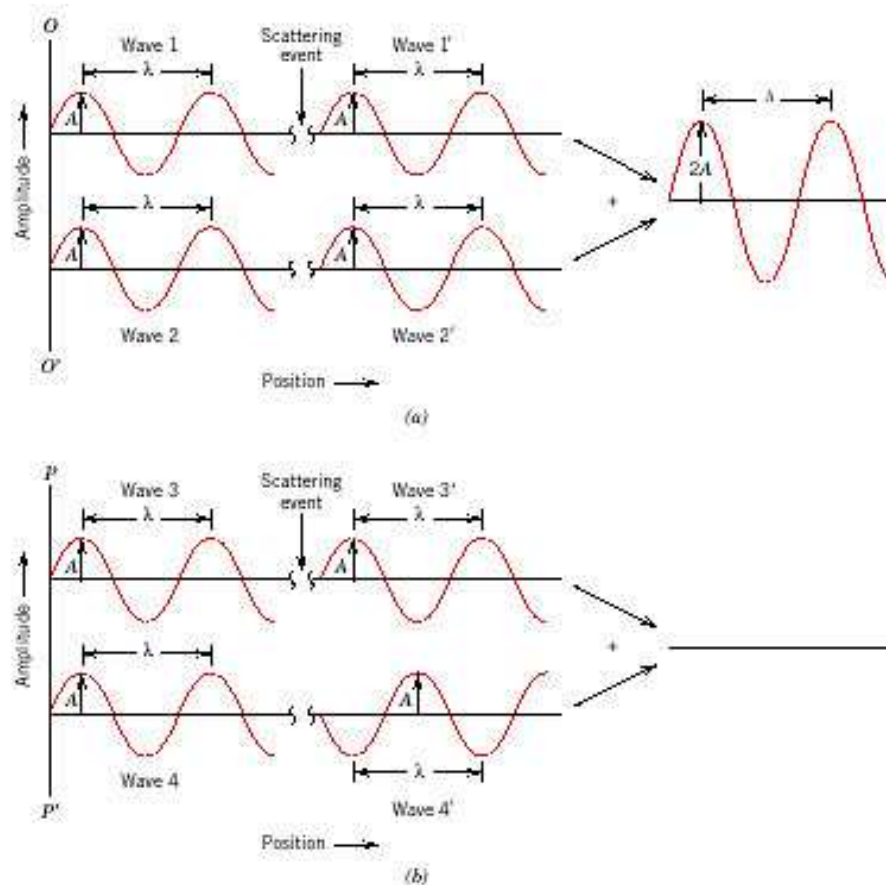 O
Wave 1
Scattering
event
Wave 1'
λ
λ
λ
A
A
2A
Amplitude
+
λ
λ
A
A
Wave 2
Wave 2'
O'
Position
(a)
P
Wave 3
Scattering
event
Wave 3'
λ
λ
A
A
Amplitude
+
λ
A
A
λ
Wave 4
Wave 4'
P'
Position
(b)